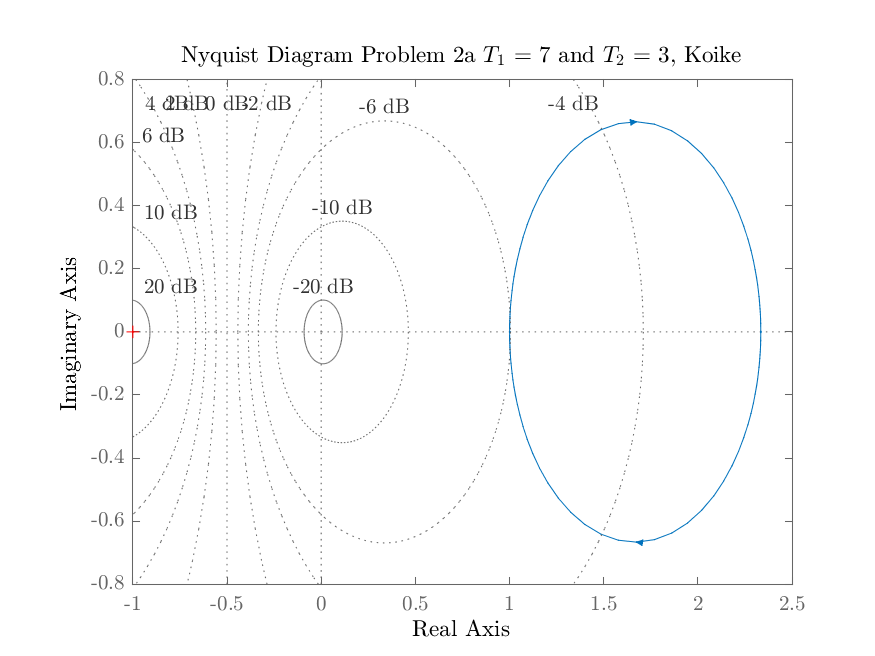 Nyquist Diagram Problem 2a T₁ = 7 and T₂ = 3, Koike
0.8
4 dB 2 dB 0 dB -2 dB -6 dB -4 dB
6 dB
0.6
0.4
10 dB -10 dB
0.2
20 dB -20 dB
0
-0.2
-0.4
-0.6
-0.8
-1 -0.5 0 0.5 1 1.5 2 2.5
Real Axis
Imaginary Axis